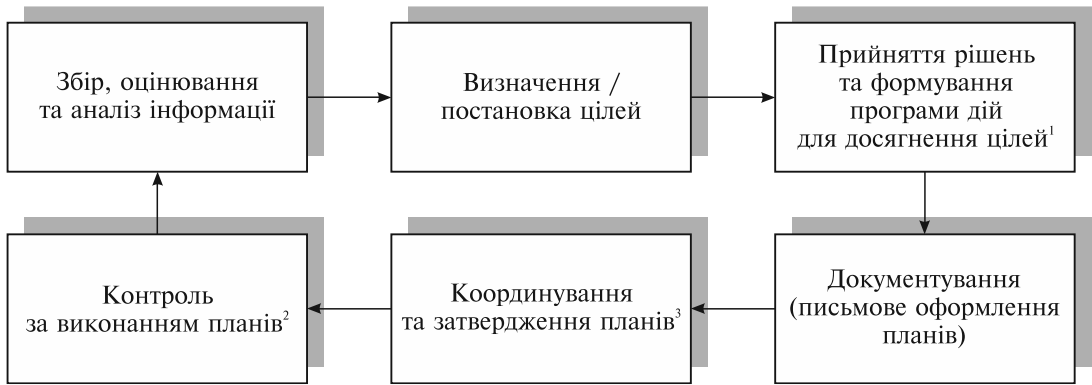 Збір, оцінювання
та аналіз інформації
Визначення /
постановка цілей
Прийняття рішень
та формування
програми дій
для досягнення цілей¹
Документування
(письмове оформлення
планів)
Координування
та затвердження планів³
Контроль
за виконанням планів²